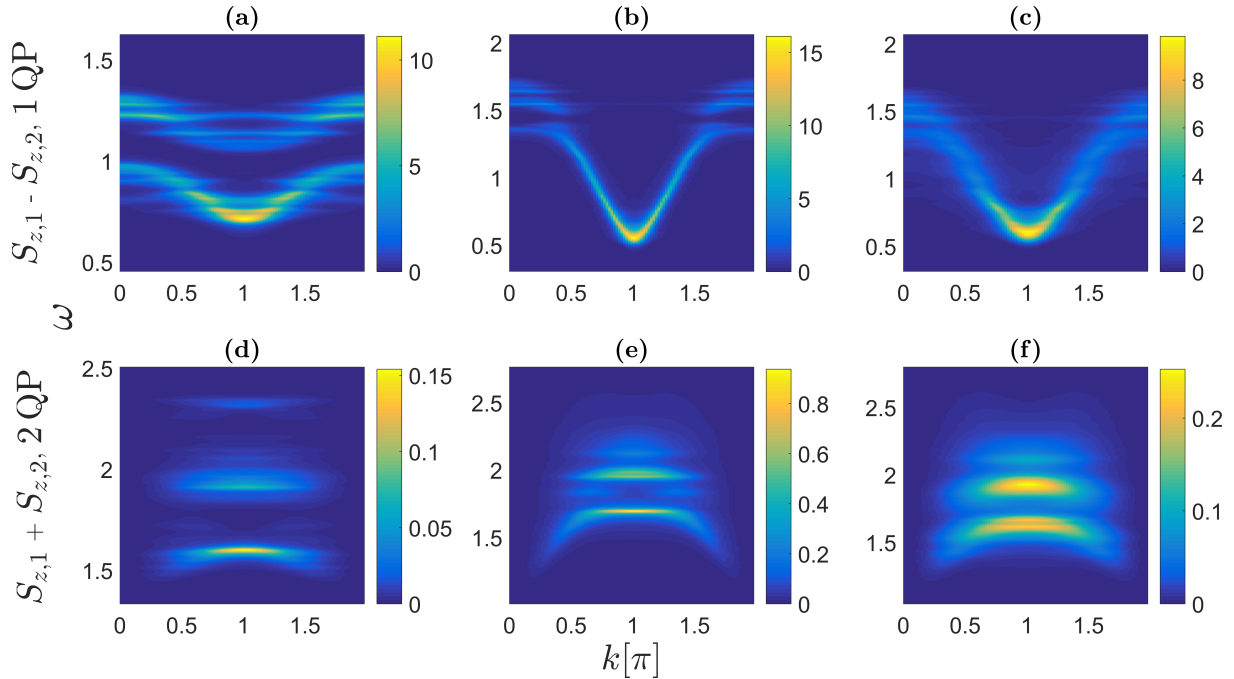 (a) (b) (c)
S_{z,1} - S_{z,2}, 1 QP
1.5 1 0.5
0 0.5 1 1.5
10 5 0
2 1.5 1 0.5
0 0.5 1 1.5
15 10 5 0
2 1.5 1 0.5
0 0.5 1 1.5
8 6 4 2 0
ω
(d) (e) (f)
S_{z,1} + S_{z,2}, 2 QP
2.5 2 1.5
0 0.5 1 1.5
0.15 0.1 0.05 0
2.5 2 1.5
0 0.5 1 1.5
0.8 0.6 0.4 0.2 0
2.5 2 1.5
0 0.5 1 1.5
0.2 0.1 0
k[π]